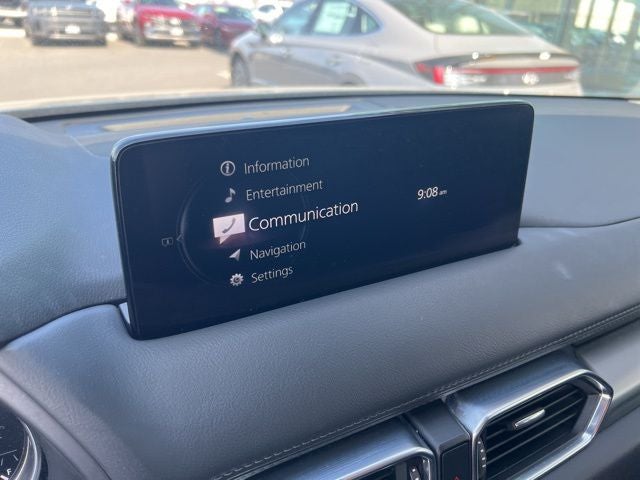 Information
Entertainment
Communication
9:08 am
Navigation
Settings
F